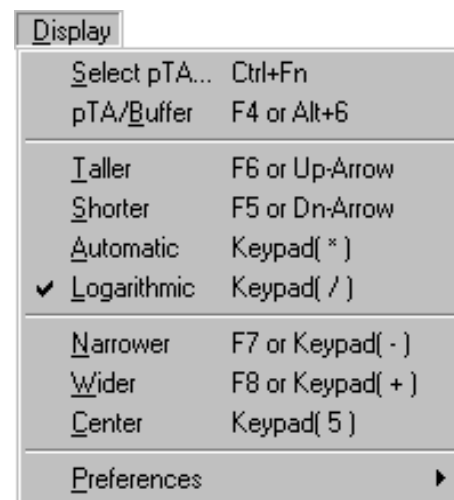 Display
Select pTA... Ctrl+Fn
pTA/Buffer F4 or Alt+6
Taller F6 or Up-Arrow
Shorter F5 or Dn-Arrow
Automatic Keypad( * )
Logarithmic Keypad( / )
Narrower F7 or Keypad( - )
Wider F8 or Keypad( + )
Center Keypad( 5 )
Preferences